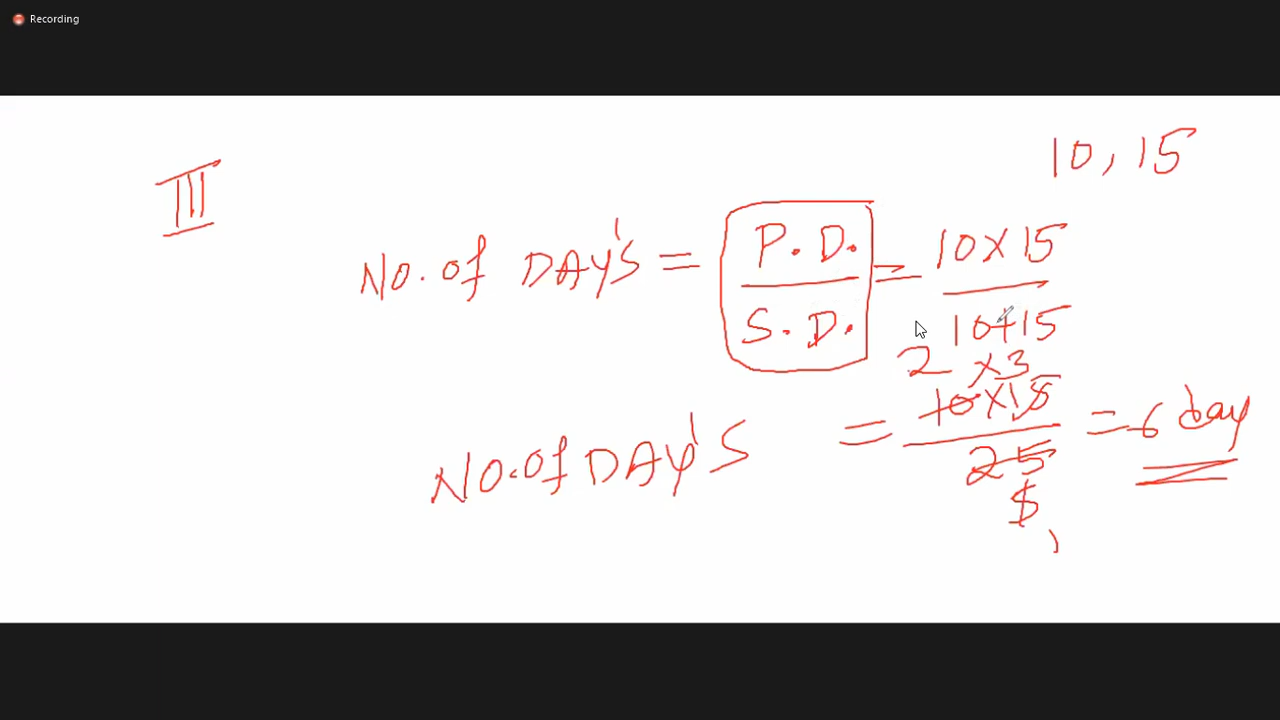 Recording
10, 15
III
No. of DAy's = P.D. / S.D. = 10 x 15 / 10+15
2 x 3
No. of DAy's = 10 x 15 / 25 = 6 day
5
1